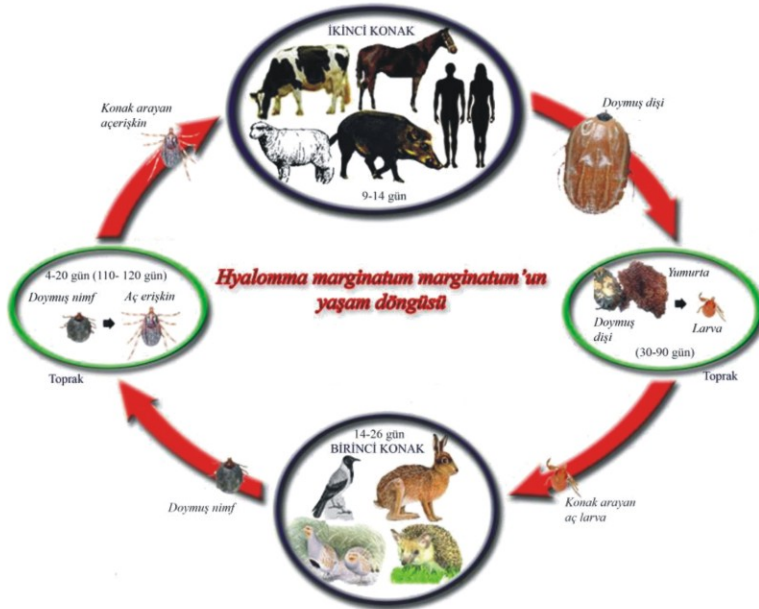 İKİNCİ KONAK
9-14 gün
Konak arayan
açerişkin
Doymuş dişi
Hyalomma marginatum marginatum'un
yaşam döngüsü
4-20 gün (110- 120 gün)
Doymuş nimf
Aç erişkin
Toprak
Yumurta
Doymuş
dişi
Larva
(30-90 gün)
Toprak
14-26 gün
BİRİNCİ KONAK
Doymuş nimf
Konak arayan
aç larva